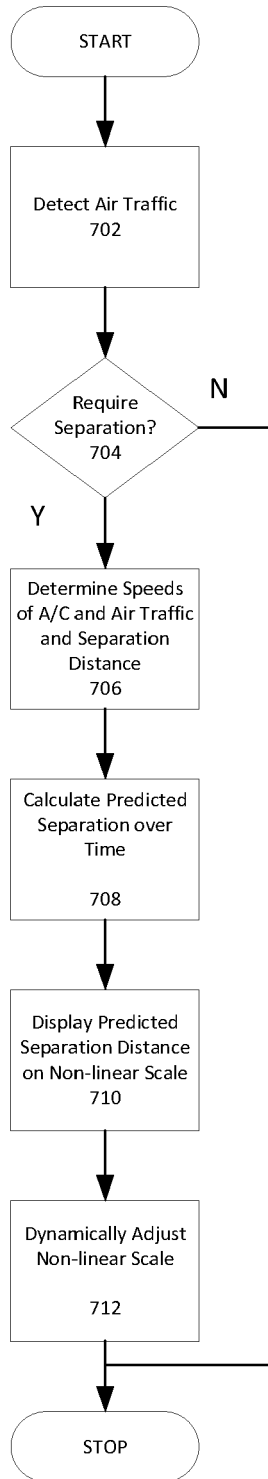 START
Detect Air Traffic
702
Require
Separation?
704
N
Y
Determine Speeds
of A/C and Air Traffic
and Separation
Distance
706
Calculate Predicted
Separation over
Time
708
Display Predicted
Separation Distance
on Non-linear Scale
710
Dynamically Adjust
Non-linear Scale
712
STOP